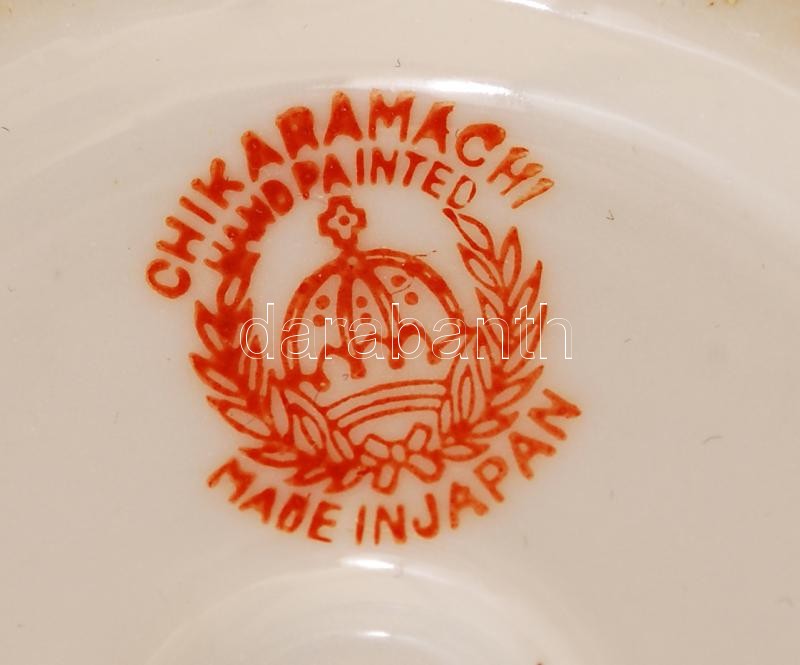 CHIKARAMACHI
HAND PAINTED
darabanth
MADE IN JAPAN